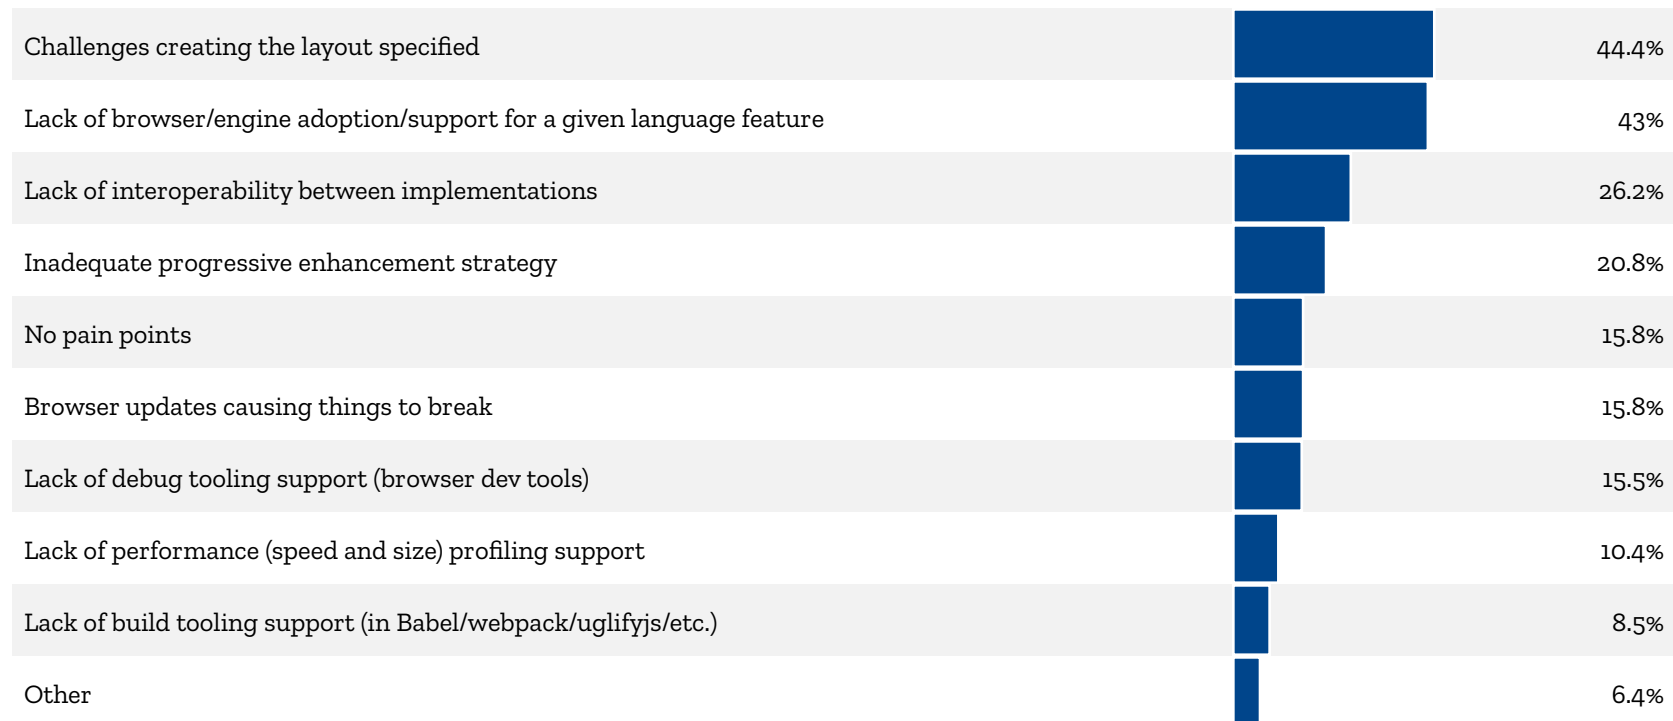 Challenges creating the layout specified 44.4%
Lack of browser/engine adoption/support for a given language feature 43%
Lack of interoperability between implementations 26.2%
Inadequate progressive enhancement strategy 20.8%
No pain points 15.8%
Browser updates causing things to break 15.8%
Lack of debug tooling support (browser dev tools) 15.5%
Lack of performance (speed and size) profiling support 10.4%
Lack of build tooling support (in Babel/webpack/uglifyjs/etc.) 8.5%
Other 6.4%